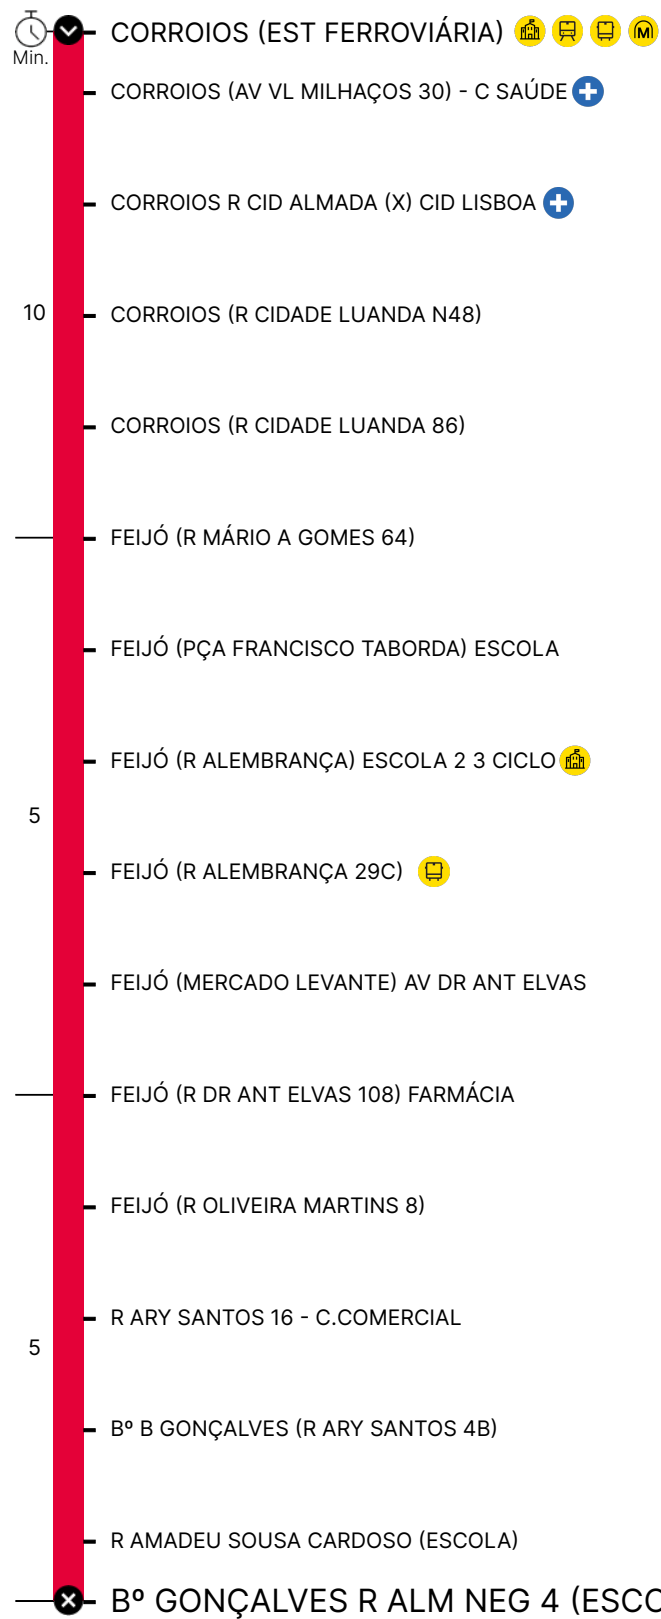 CORROIOS (EST FERROVIÁRIA) M
Min.
CORROIOS (AV VL MILHAÇOS 30) - C SAÚDE
CORROIOS R CID ALMADA (X) CID LISBOA
10
CORROIOS (R CIDADE LUANDA N48)
CORROIOS (R CIDADE LUANDA 86)
FEIJÓ (R MÁRIO A GOMES 64)
FEIJÓ (PÇA FRANCISCO TABORDA) ESCOLA
FEIJÓ (R ALEMBRANÇA) ESCOLA 2 3 CICLO
5
FEIJÓ (R ALEMBRANÇA 29C)
FEIJÓ (MERCADO LEVANTE) AV DR ANT ELVAS
FEIJÓ (R DR ANT ELVAS 108) FARMÁCIA
FEIJÓ (R OLIVEIRA MARTINS 8)
R ARY SANTOS 16 - C.COMERCIAL
5
Bº B GONÇALVES (R ARY SANTOS 4B)
R AMADEU SOUSA CARDOSO (ESCOLA)
Bº GONÇALVES R ALM NEG 4 (ESCO